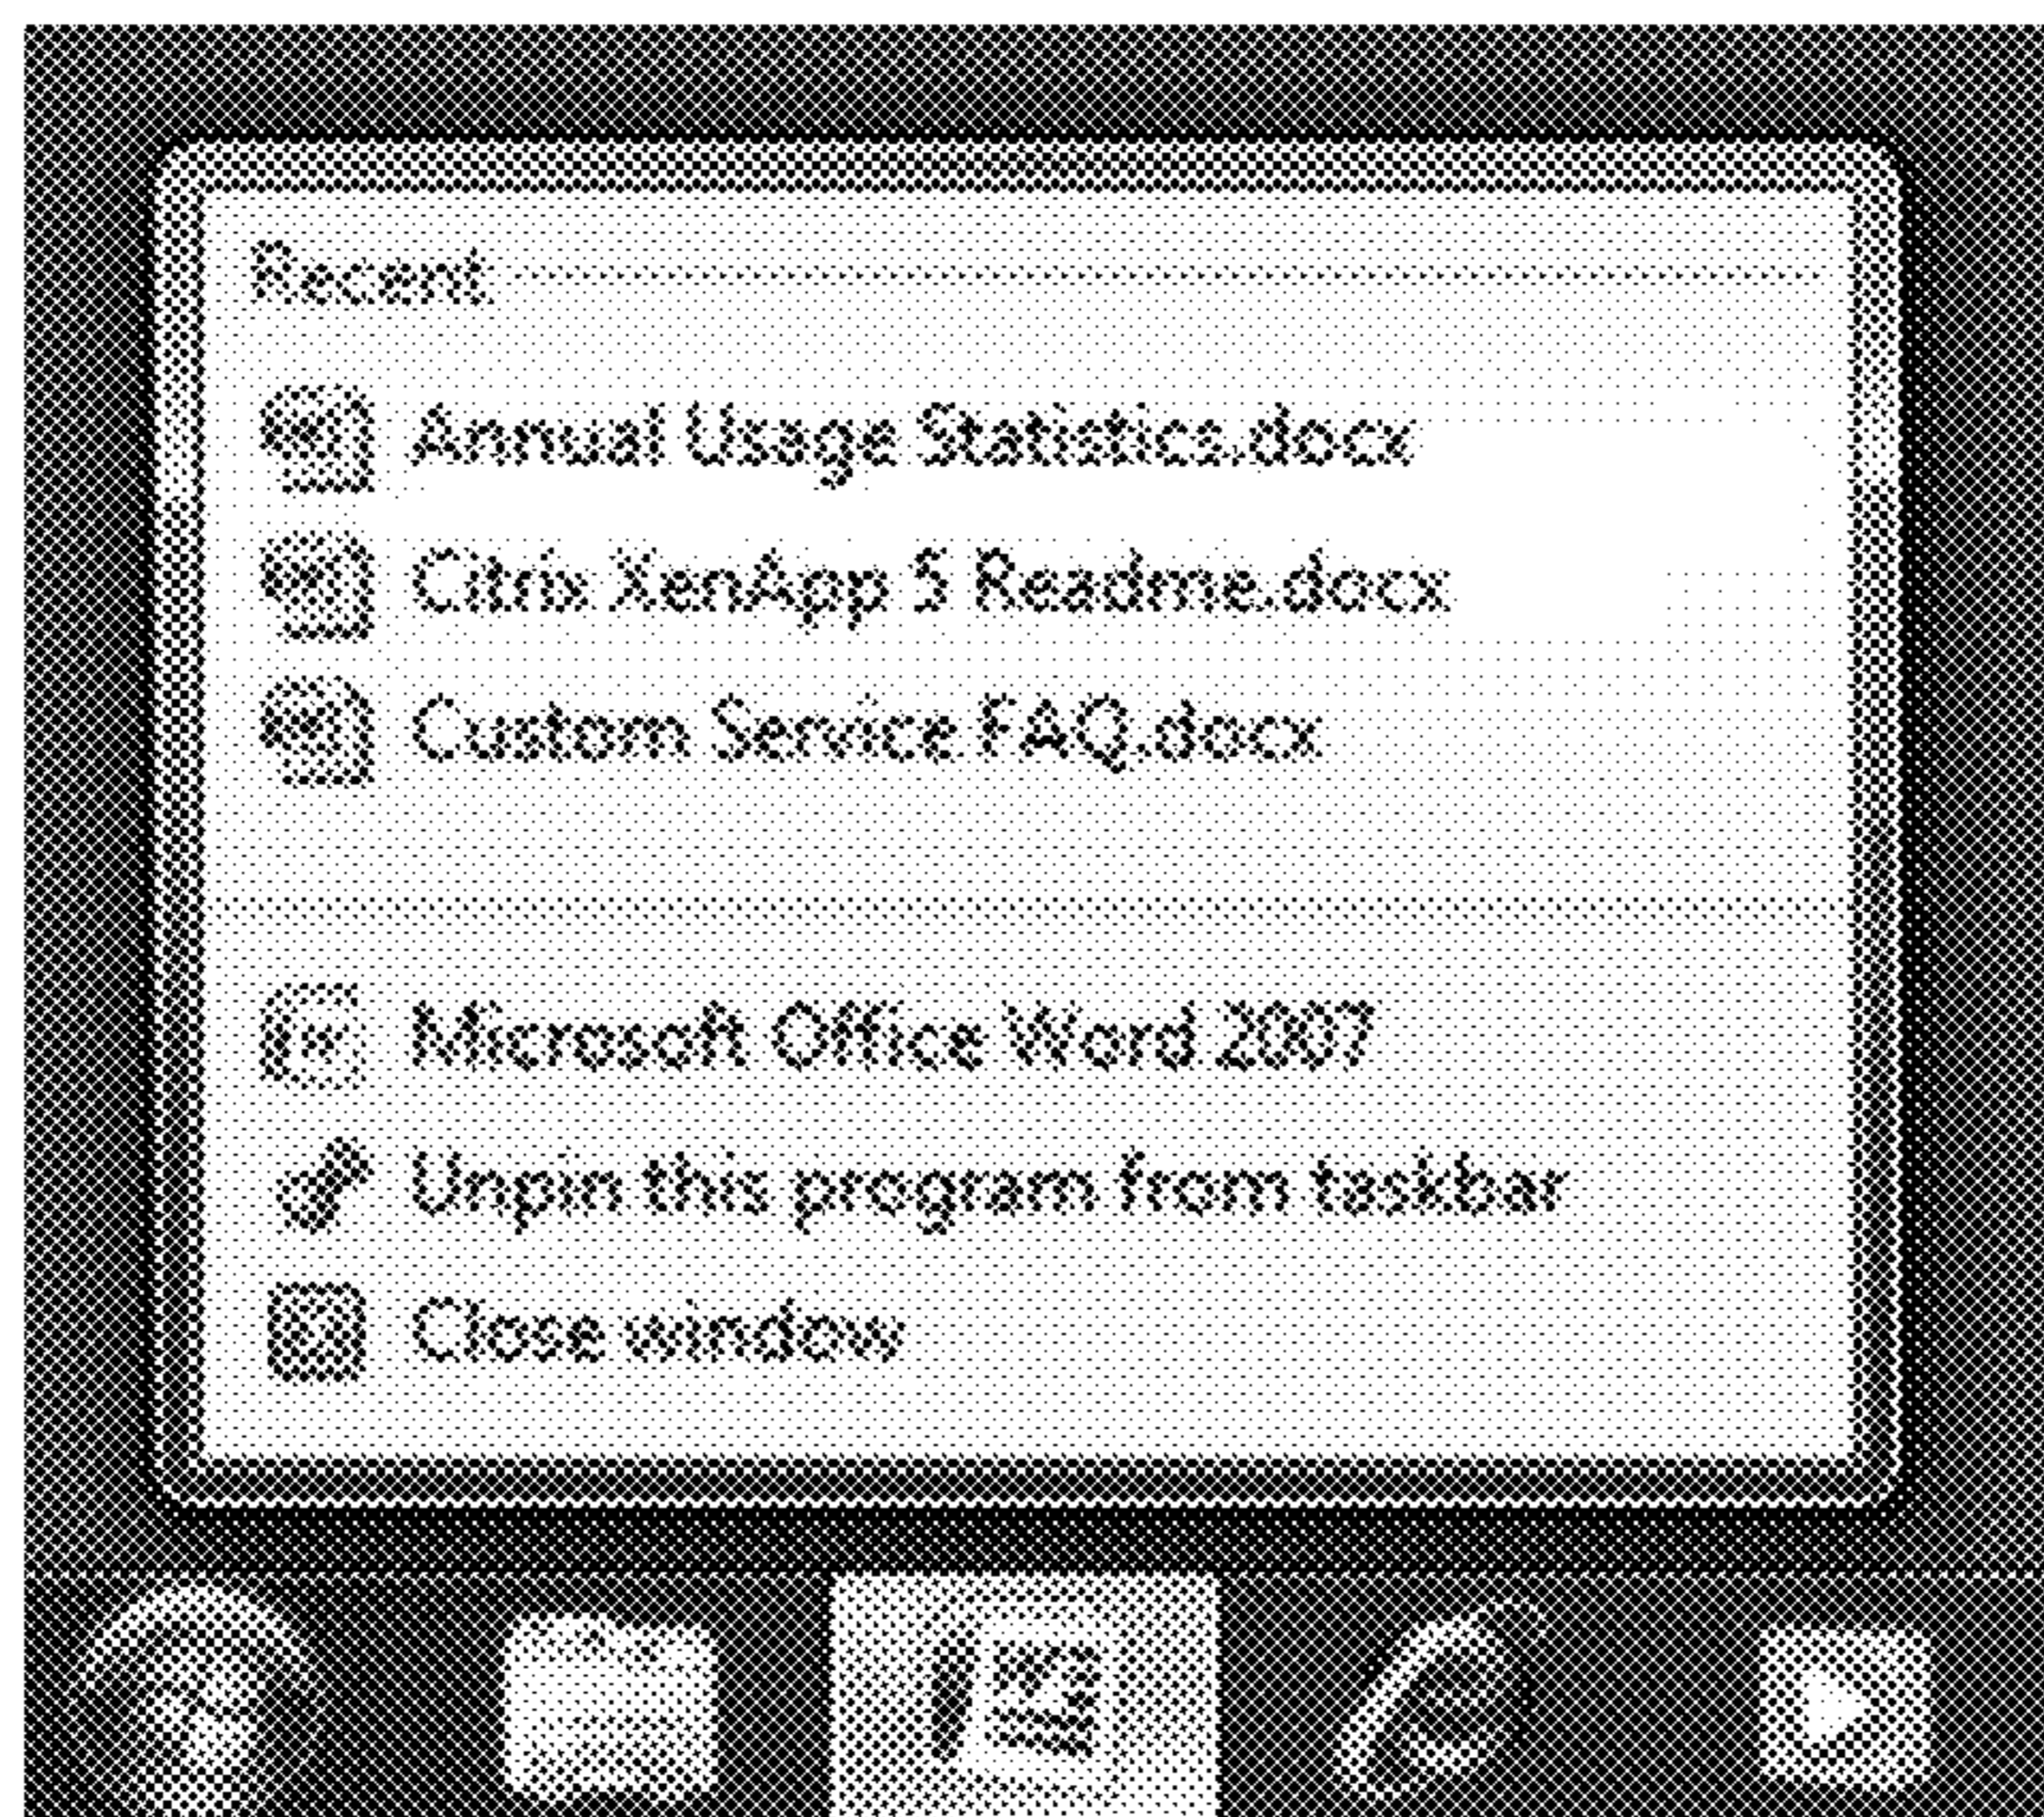 Recent
Annual Usage Statistics.docx
Citrix XenApp 5 Readme.docx
Custom Service FAQ.docx
Microsoft Office Word 2007
Unpin this program from taskbar
Close window